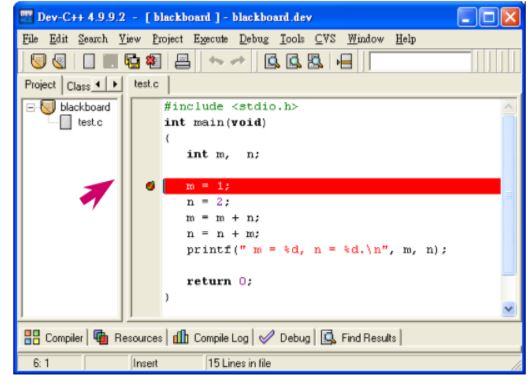 Dev-C++ 4.9.9.2 - [ blackboard ] - blackboard.dev
File Edit Search View Project Execute Debug Tools CVS Window Help
Project Class test.c
blackboard
test.c
#include <stdio.h>
int main(void)
{
int m, n;
m = 1;
n = 2;
m = m + n;
n = n + m;
printf(" m = %d, n = %d.\n", m, n);
return 0;
}
Compiler Resources Compile Log Debug Find Results
6: 1 Insert 15 Lines in file